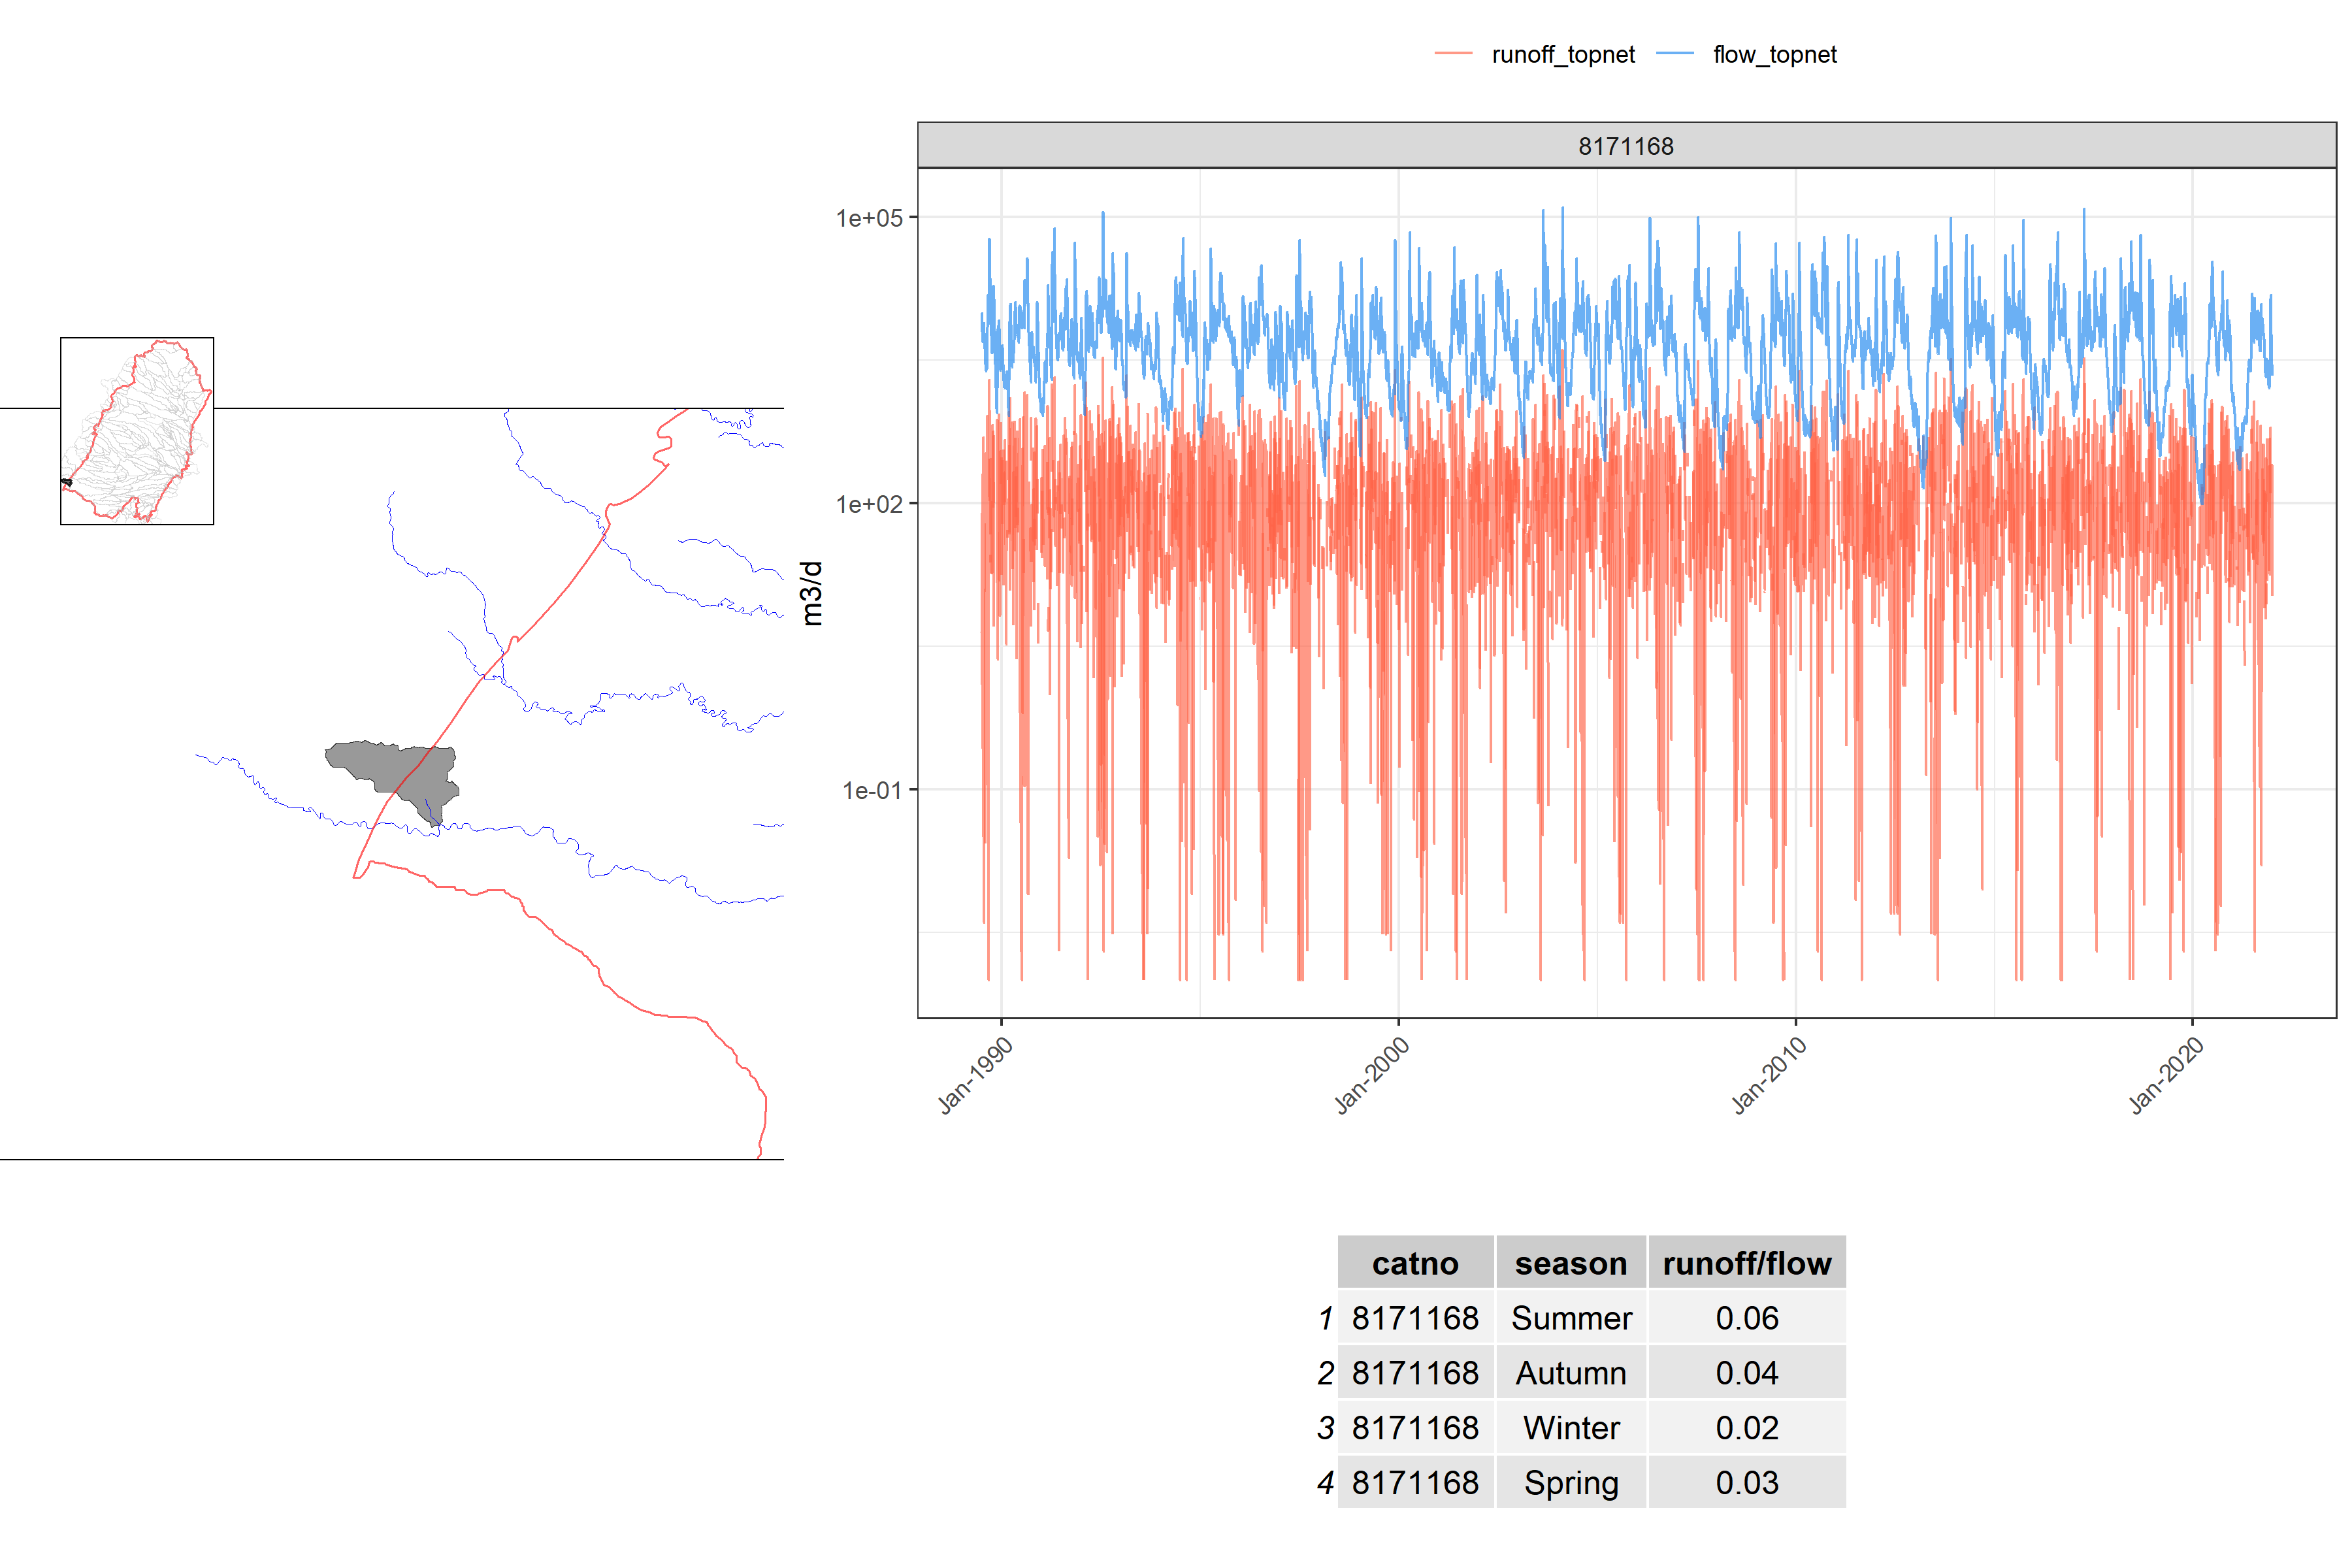 runoff_topnet flow_topnet
8171168
1e+05
1e+02
1e-01
m3/d
Jan-1990 Jan-2000 Jan-2010 Jan-2020
catno season runoff/flow
1 8171168 Summer 0.06
2 8171168 Autumn 0.04
3 8171168 Winter 0.02
4 8171168 Spring 0.03